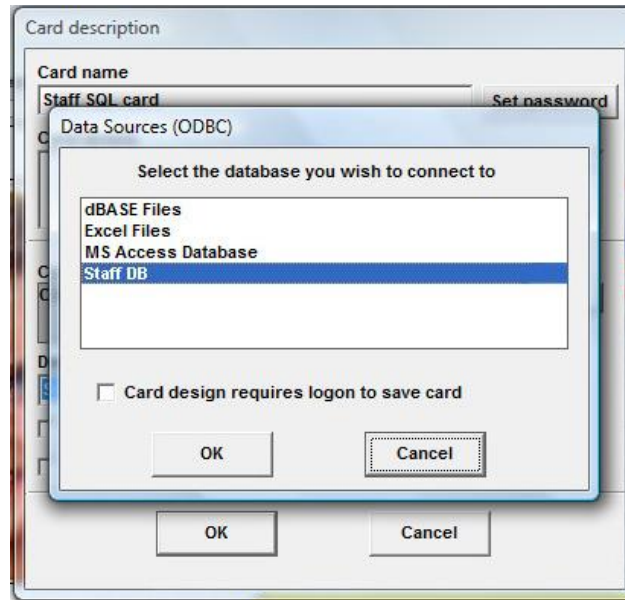 Card description
Card name
Staff SQL card
Set password
Data Sources (ODBC)
Select the database you wish to connect to
dBASE Files
Excel Files
MS Access Database
Staff DB
Card design requires logon to save card
OK Cancel
OK Cancel